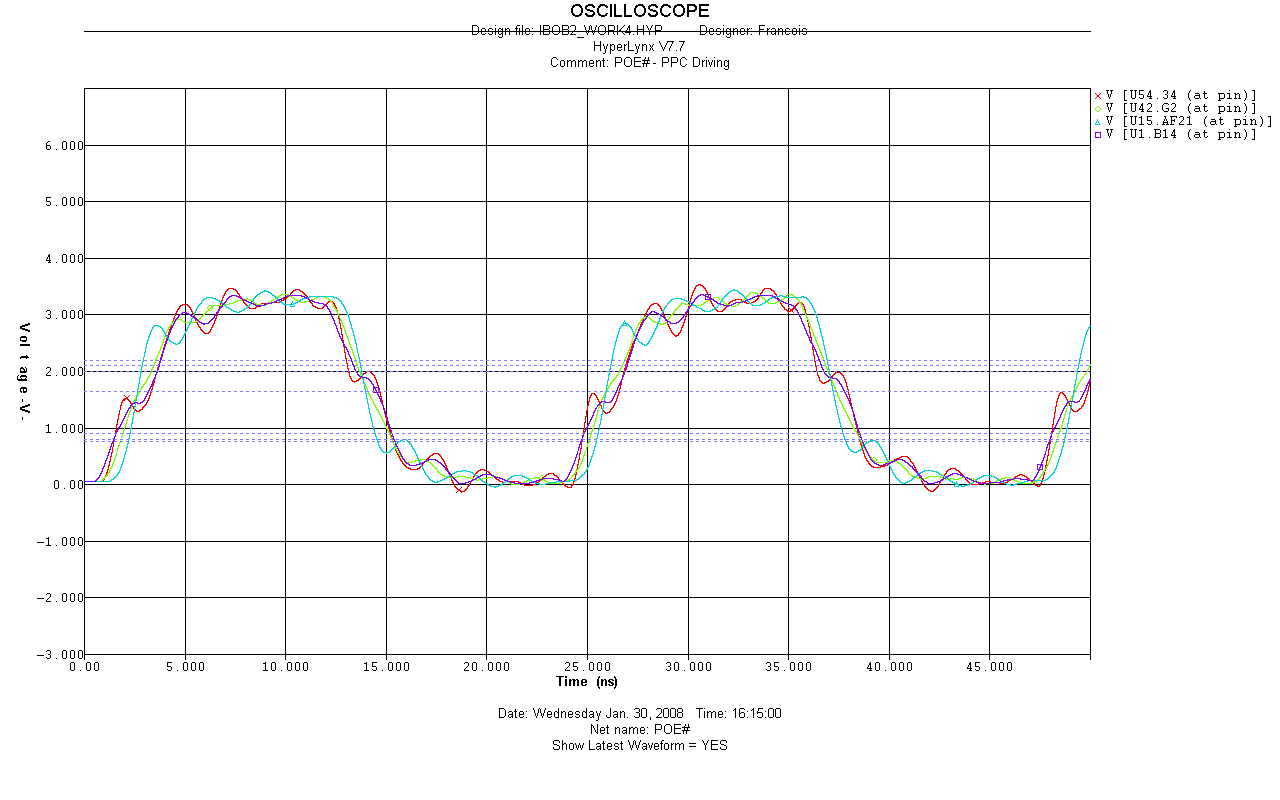 OSCILLOSCOPE
Design file: IBOB2_WORK4.HYP Designer: Francois
HyperLynx V7.7
Comment: POE# - PPC Driving
V [U54.34 (at pin)]
V [U42.G2 (at pin)]
V [U15.AF21 (at pin)]
V [U1.B14 (at pin)]
6.000
5.000
4.000
3.000
2.000
1.000
0.00
-1.000
-2.000
-3.000
Voltage -V-
0.00 5.000 10.000 15.000 20.000 25.000 30.000 35.000 40.000 45.000
Time (ns)
Date: Wednesday Jan. 30, 2008 Time: 16:15:00
Net name: POE#
Show Latest Waveform = YES